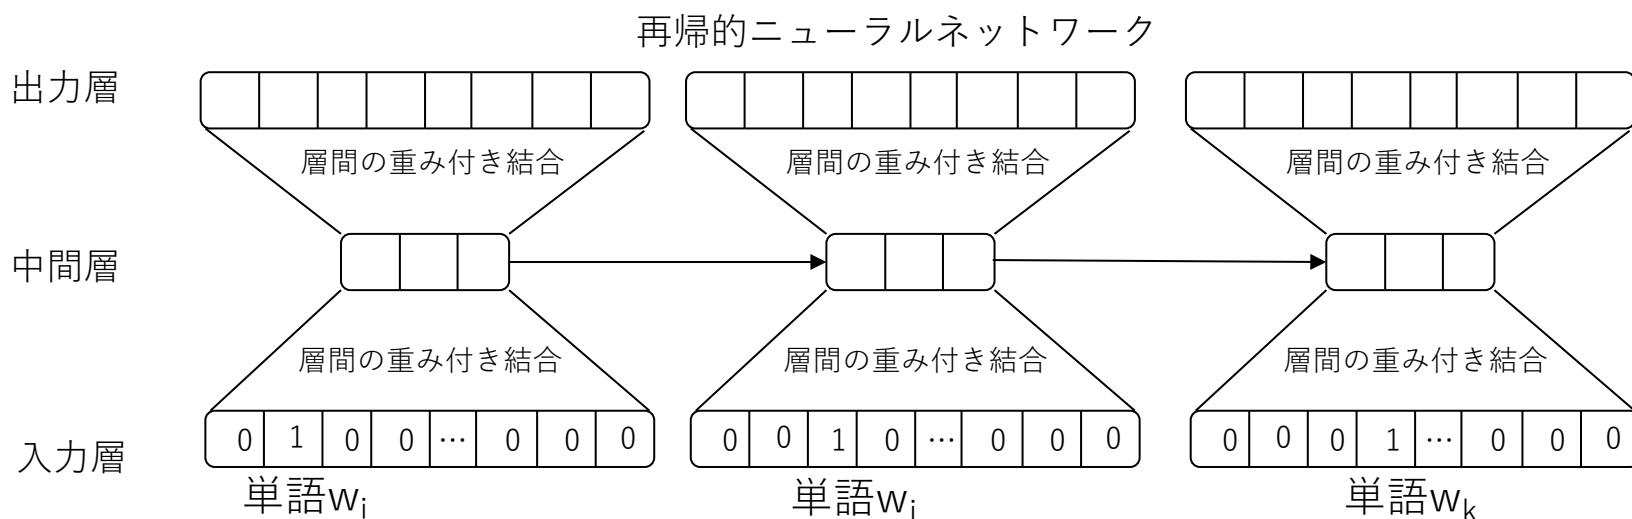 再帰的ニューラルネットワーク
出力層
層間の重み付き結合 層間の重み付き結合 層間の重み付き結合
中間層
層間の重み付き結合 層間の重み付き結合 層間の重み付き結合
入力層 0 1 0 0 … 0 0 0 0 0 1 0 … 0 0 0 0 0 0 1 … 0 0 0
単語wi 単語wi 単語wk